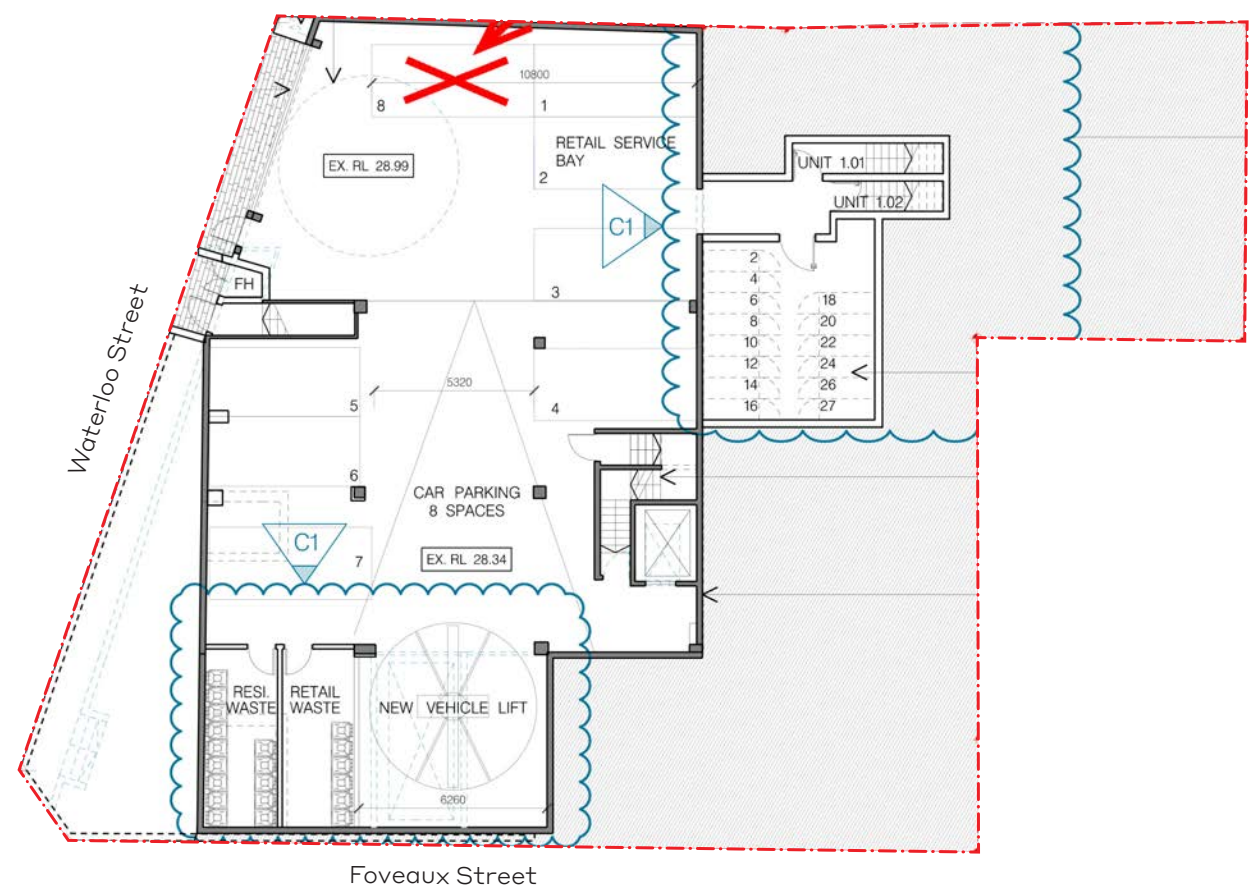 10800
8
1
RETAIL SERVICE
BAY
EX. RL 28.99
2
UNIT 1.01
UNIT 1.02
C1
FH
3
2
4
6
8
10
12
14
16
18
20
22
24
26
27
Waterloo Street
5320
5
4
6
CAR PARKING
8 SPACES
C1
7
EX. RL 28.34
RESI.
WASTE
RETAIL
WASTE
NEW VEHICLE LIFT
6260
Foveaux Street